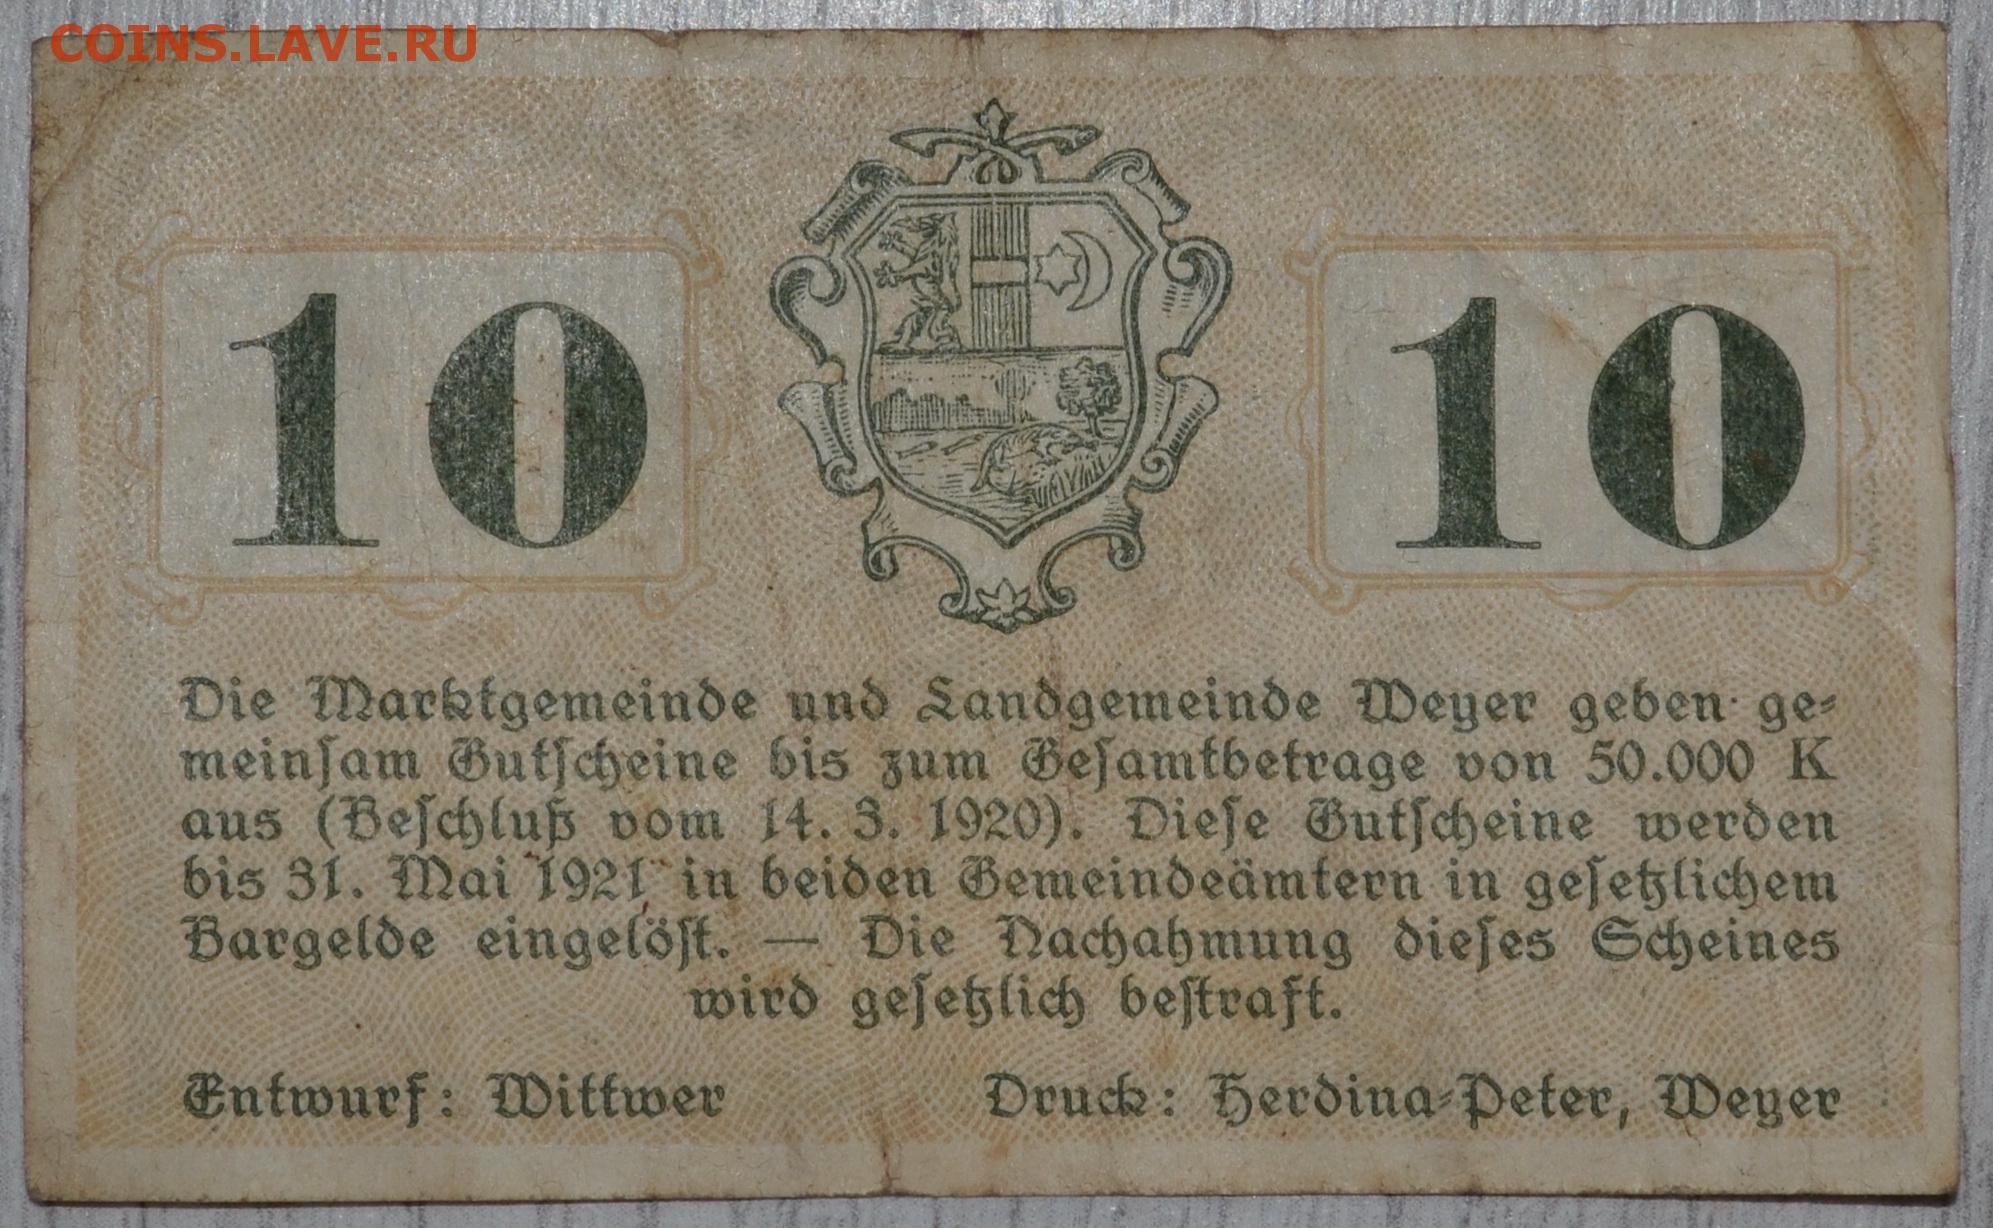 COINS.LAVE.RU
10 10
Die Marktgemeinde und Landgemeinde Weyer geben ge-
meinsam Gutscheine bis zum Gesamtbetrage von 50.000 K
aus (Beschluß vom 14. 3. 1920). Diese Gutscheine werden
bis 31. Mai 1921 in beiden Gemeindeämtern in gesetzlichem
Bargelde eingelöst. — Die Nachahmung dieses Scheines
wird gesetzlich bestraft.
Entwurf: Wittwer Druck: Herdina-Peter, Weyer